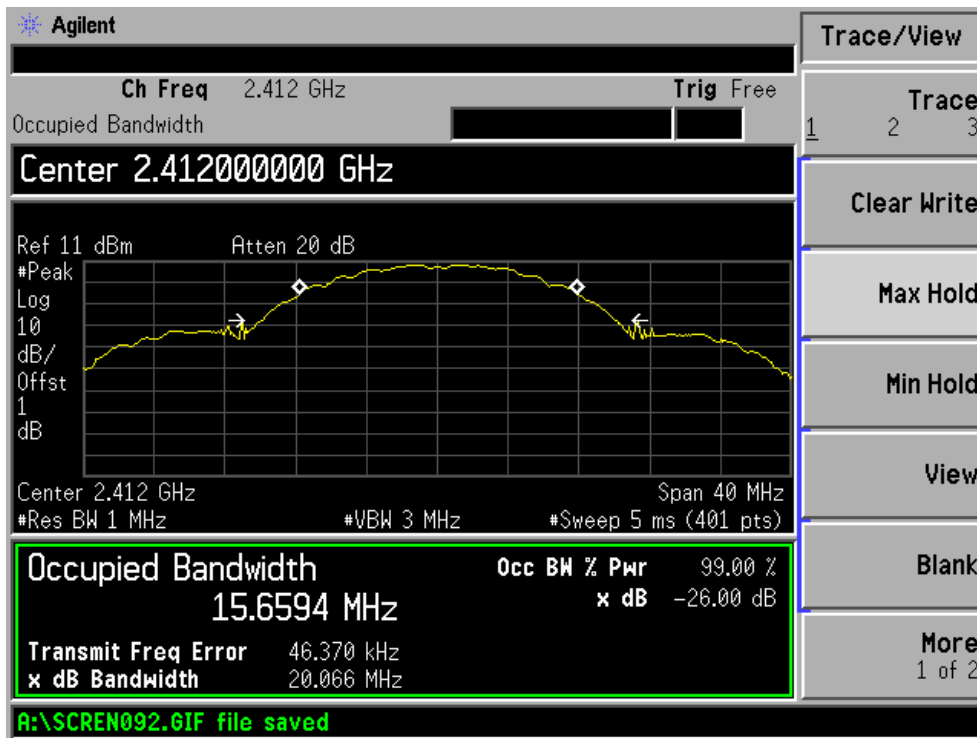 Agilent
Trace/View
Ch Freq 2.412 GHz Trig Free
Occupied Bandwidth
Trace
1 2 3
Center 2.412000000 GHz
Clear Write
Ref 11 dBm Atten 20 dB
#Peak
Log
10
dB/
Offst
1
dB
Max Hold
Min Hold
View
Center 2.412 GHz Span 40 MHz
#Res BW 1 MHz #VBW 3 MHz #Sweep 5 ms (401 pts)
Occupied Bandwidth
15.6594 MHz
Occ BW % Pwr 99.00 %
x dB -26.00 dB
Blank
Transmit Freq Error 46.370 kHz
x dB Bandwidth 20.066 MHz
More
1 of 2
A:\SCREN092.GIF file saved